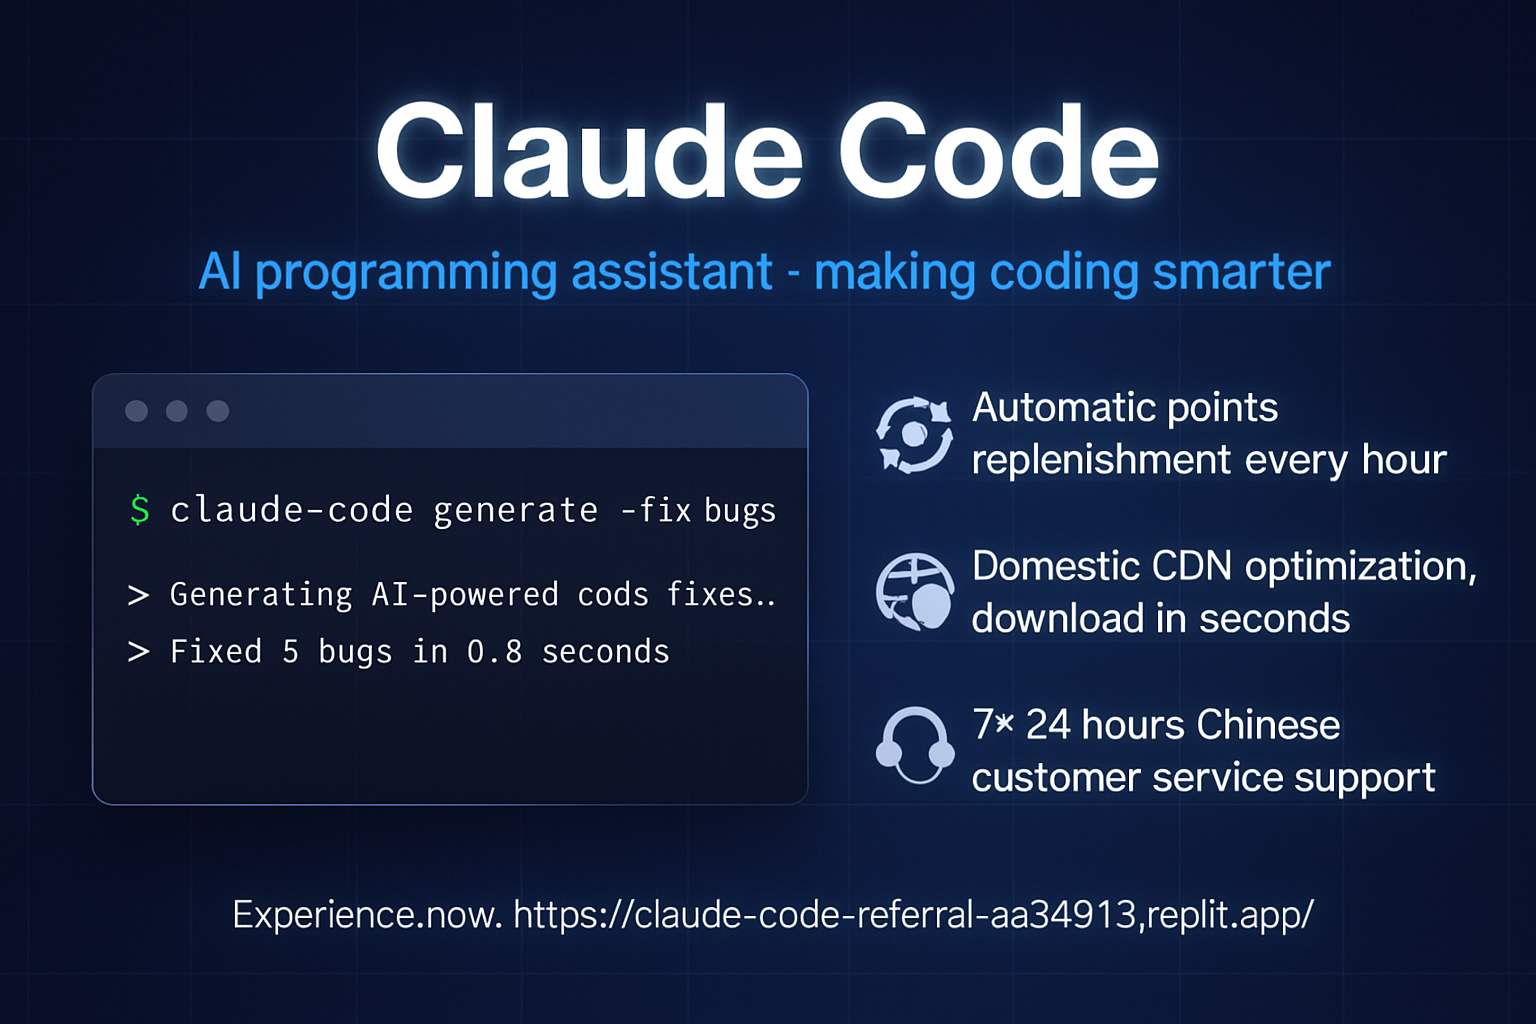 Claude Code
AI programming assistant - making coding smarter
$ claude-code generate -fix bugs
> Generating AI-powered cods fixes..
> Fixed 5 bugs in 0.8 seconds
Automatic points
replenishment every hour
Domestic CDN optimization,
download in seconds
7* 24 hours Chinese
customer service support
Experience.now. https://claude-code-referral-aa34913,replit.app/